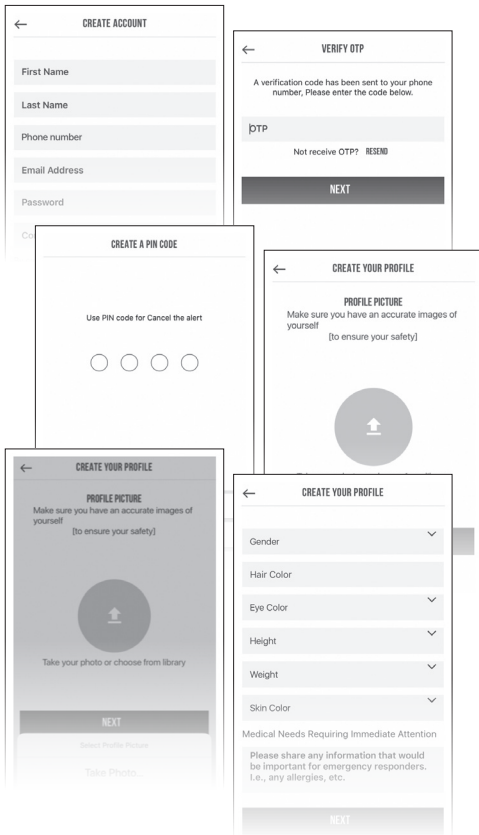 CREATE ACCOUNT
First Name
Last Name
Phone number
Email Address
Password
VERIFY OTP
A verification code has been sent to your phone
number, Please enter the code below.
OTP
Not receive OTP? RESEND
NEXT
CREATE A PIN CODE
Use PIN code for Cancel the alert
CREATE YOUR PROFILE
PROFILE PICTURE
Make sure you have an accurate images of
yourself
[to ensure your safety]
CREATE YOUR PROFILE
PROFILE PICTURE
Make sure you have an accurate images of
yourself
[to ensure your safety]
Take your photo or choose from library
NEXT
Select Profile Picture
Take Photo...
CREATE YOUR PROFILE
Gender
Hair Color
Eye Color
Height
Weight
Skin Color
Medical Needs Requiring Immediate Attention
Please share any information that would
be important for emergency responders.
I.e., any allergies, etc.
NEXT